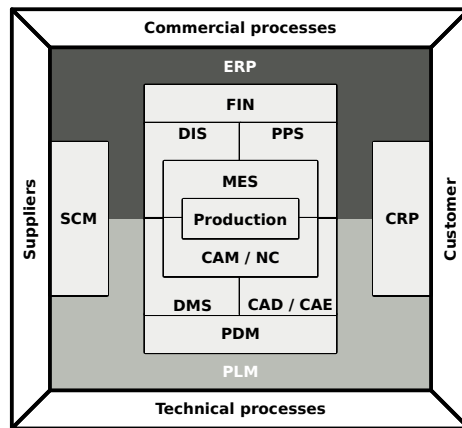 Commercial processes
ERP
FIN
DIS
PPS
MES
Suppliers
SCM
Production
CRP
Customer
CAM / NC
DMS
CAD / CAE
PDM
PLM
Technical processes